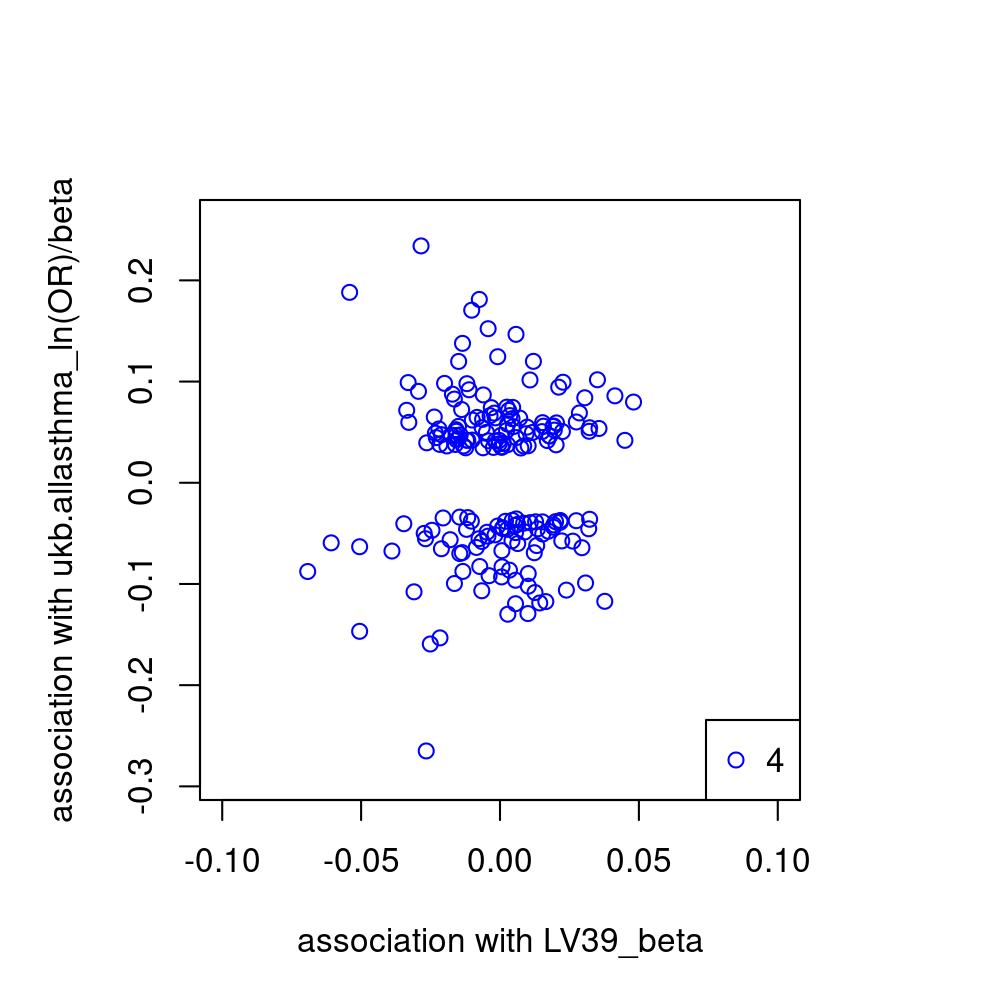 association with ukb.allasthma_ln(OR)/beta
0.2
0.1
0.0
-0.1
-0.2
-0.3
4
-0.10 -0.05 0.00 0.05 0.10
association with LV39_beta